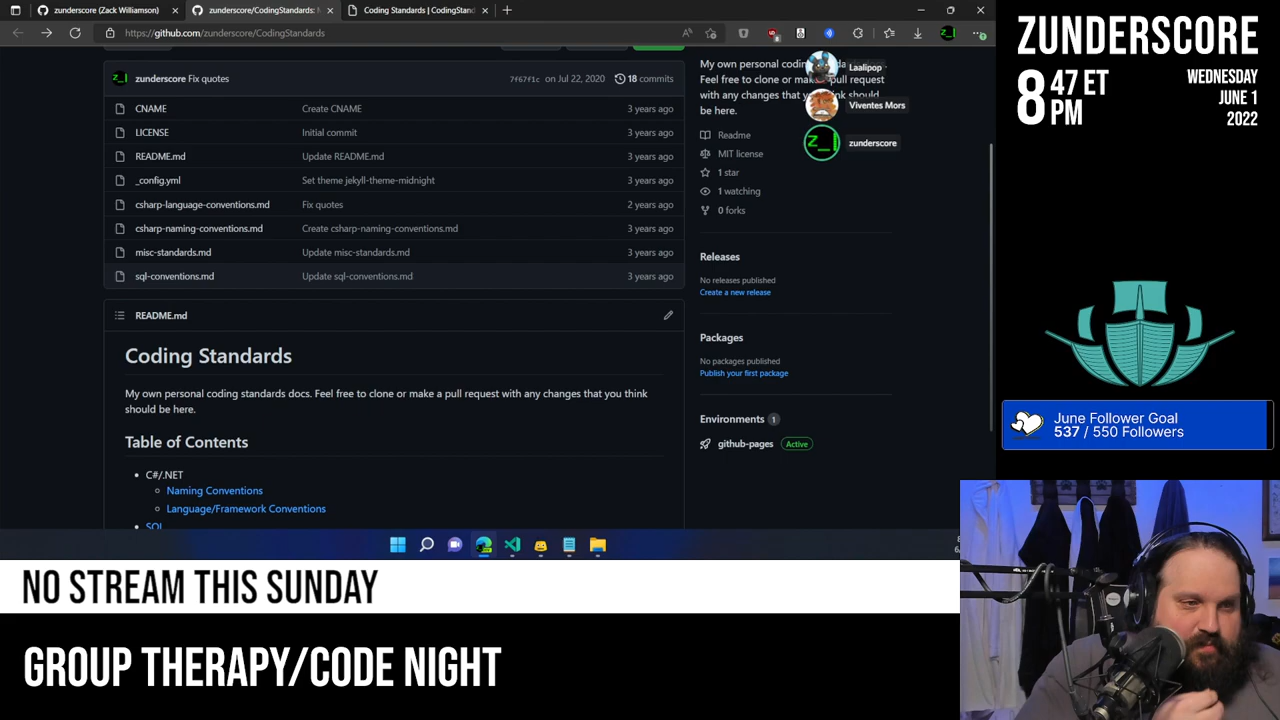 zunderscore (Zack Williamson)
zunderscore/CodingStandards: M
Coding Standards | CodingStand
https://github.com/zunderscore/CodingStandards
zunderscore Fix quotes
7f67f1c on Jul 22, 2020
18 commits
CNAME
Create CNAME
3 years ago
LICENSE
Initial commit
3 years ago
README.md
Update README.md
3 years ago
_config.yml
Set theme jekyll-theme-midnight
3 years ago
csharp-language-conventions.md
Fix quotes
2 years ago
csharp-naming-conventions.md
Create csharp-naming-conventions.md
3 years ago
misc-standards.md
Update misc-standards.md
3 years ago
sql-conventions.md
Update sql-conventions.md
3 years ago
README.md
Coding Standards
My own personal coding standards docs. Feel free to clone or make a pull request with any changes that you think
should be here.
Table of Contents
C#/.NET
Naming Conventions
Language/Framework Conventions
SQL
My own personal coding
Feel free to clone or make pull request
with any changes that you think should
be here.
Readme
MIT license
1 star
1 watching
0 forks
Releases
No releases published
Create a new release
Packages
No packages published
Publish your first package
Environments 1
github-pages Active
Laalipop
Viventes Mors
z_|
zunderscore
ZUNDERSCORE
8 47 ET
PM
WEDNESDAY
JUNE 1
2022
June Follower Goal
537 / 550 Followers
NO STREAM THIS SUNDAY
GROUP THERAPY/CODE NIGHT